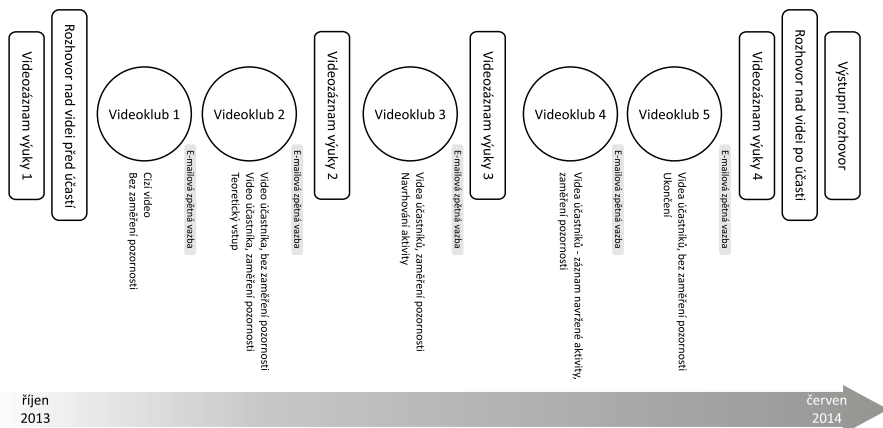 Videozáznam výuky 1
Rozhovor nad videi před účastí
Videoklub 1
E-mailová zpětná vazba
Cizí video
Bez zaměření pozornosti
Videoklub 2
E-mailová zpětná vazba
Video účastníka, bez zaměření pozornosti
Video účastníka, zaměření pozornosti
Teoretický vstup
Videozáznam výuky 2
Videoklub 3
E-mailová zpětná vazba
Videa účastníků, zaměření pozornosti
Navrhování aktivity
Videozáznam výuky 3
Videoklub 4
E-mailová zpětná vazba
Videa účastníků - záznam navržené aktivity,
zaměření pozornosti
Videoklub 5
E-mailová zpětná vazba
Videa účastníků, bez zaměření pozornosti
Ukončení
Videozáznam výuky 4
Rozhovor nad videi po účasti
Výstupní rozhovor
říjen
2013
červen
2014